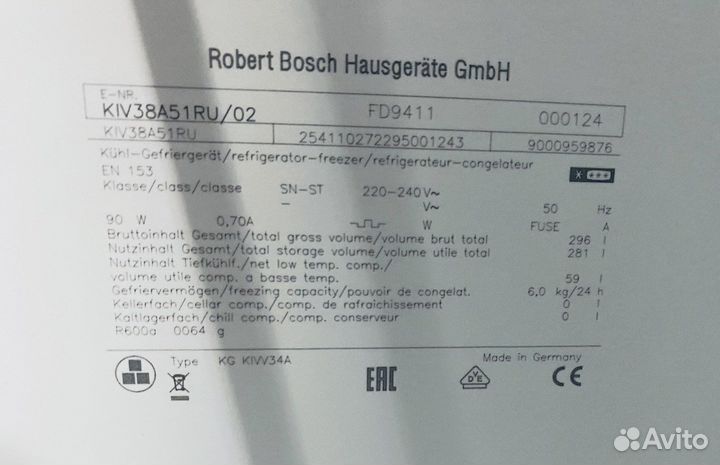 Robert Bosch Hausgeräte GmbH
E-NR.
KIV38A51RU/02 FD9411 000124
KIV38A51RU 254110272295001243 9000959876
Kühl-Gefriergerät/refrigerator-freezer/refrigerateur-congelateur
EN 153
Klasse/class/classe SN-ST 220-240 V~
- V~ 50 Hz
90 W 0,70A W FUSE A
Bruttoinhalt Gesamt/total gross volume/volume brut total 296 l
Nutzinhalt Gesamt/total storage volume/volume utile total 281 l
Nutzinhalt Tiefkühlf./net low temp. comp./
volume utile comp. a basse temp. 59 l
Gefriervermögen/freezing capacity/pouvoir de congelat. 6,0 kg/24 h
Kellerfach/cellar comp./comp. de rafraichissement 0 l
Kaltlagerfach/chill comp./comp. conserveur 0 l
R600a 0064 g
Type KG KIVV34A Made in Germany
EAC DVE CE
Avito